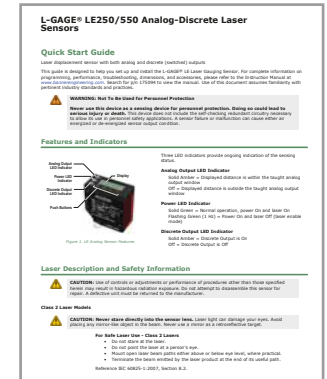 L-GAGE® LE250/550 Analog-Discrete Laser
Sensors
Quick Start Guide
Laser displacement sensor with both analog and discrete (switched) outputs
This guide is designed to help you set up and install the L-GAGE® LE Laser Gauging Sensor. For complete information on
programming, performance, troubleshooting, dimensions, and accessories, please refer to the Instruction Manual at
www.bannerengineering.com. Search for p/n 175094 to view the manual. Use of this document assumes familiarity with
pertinent industry standards and practices.
WARNING: Not To Be Used for Personnel Protection
Never use this device as a sensing device for personnel protection. Doing so could lead to
serious injury or death. This device does not include the self-checking redundant circuitry necessary
to allow its use in personnel safety applications. A sensor failure or malfunction can cause either an
energized or de-energized sensor output condition.
Features and Indicators
Analog Output
LED Indicator
Power LED
Indicator
Discrete Output
LED Indicator
Push Buttons
Display
Figure 1. LE Analog Sensor Features
Three LED indicators provide ongoing indication of the sensing
status.
Analog Output LED Indicator
Solid Amber = Displayed distance is within the taught analog
output window
Off = Displayed distance is outside the taught analog output
window
Power LED Indicator
Solid Green = Normal operation, power On and laser On
Flashing Green (1 Hz) = Power On and laser Off (laser enable
mode)
Discrete Output LED Indicator
Solid Amber = Discrete Output is On
Off = Discrete Output is Off
Laser Description and Safety Information
CAUTION: Use of controls or adjustments or performance of procedures other than those specified
herein may result in hazardous radiation exposure. Do not attempt to disassemble this sensor for
repair. A defective unit must be returned to the manufacturer.
Class 2 Laser Models
CAUTION: Never stare directly into the sensor lens. Laser light can damage your eyes. Avoid
placing any mirror-like object in the beam. Never use a mirror as a retroreflective target.
For Safe Laser Use - Class 2 Lasers
• Do not stare at the laser.
• Do not point the laser at a person's eye.
• Mount open laser beam paths either above or below eye level, where practical.
• Terminate the beam emitted by the laser product at the end of its useful path.
Reference IEC 60825-1:2007, Section 8.2.